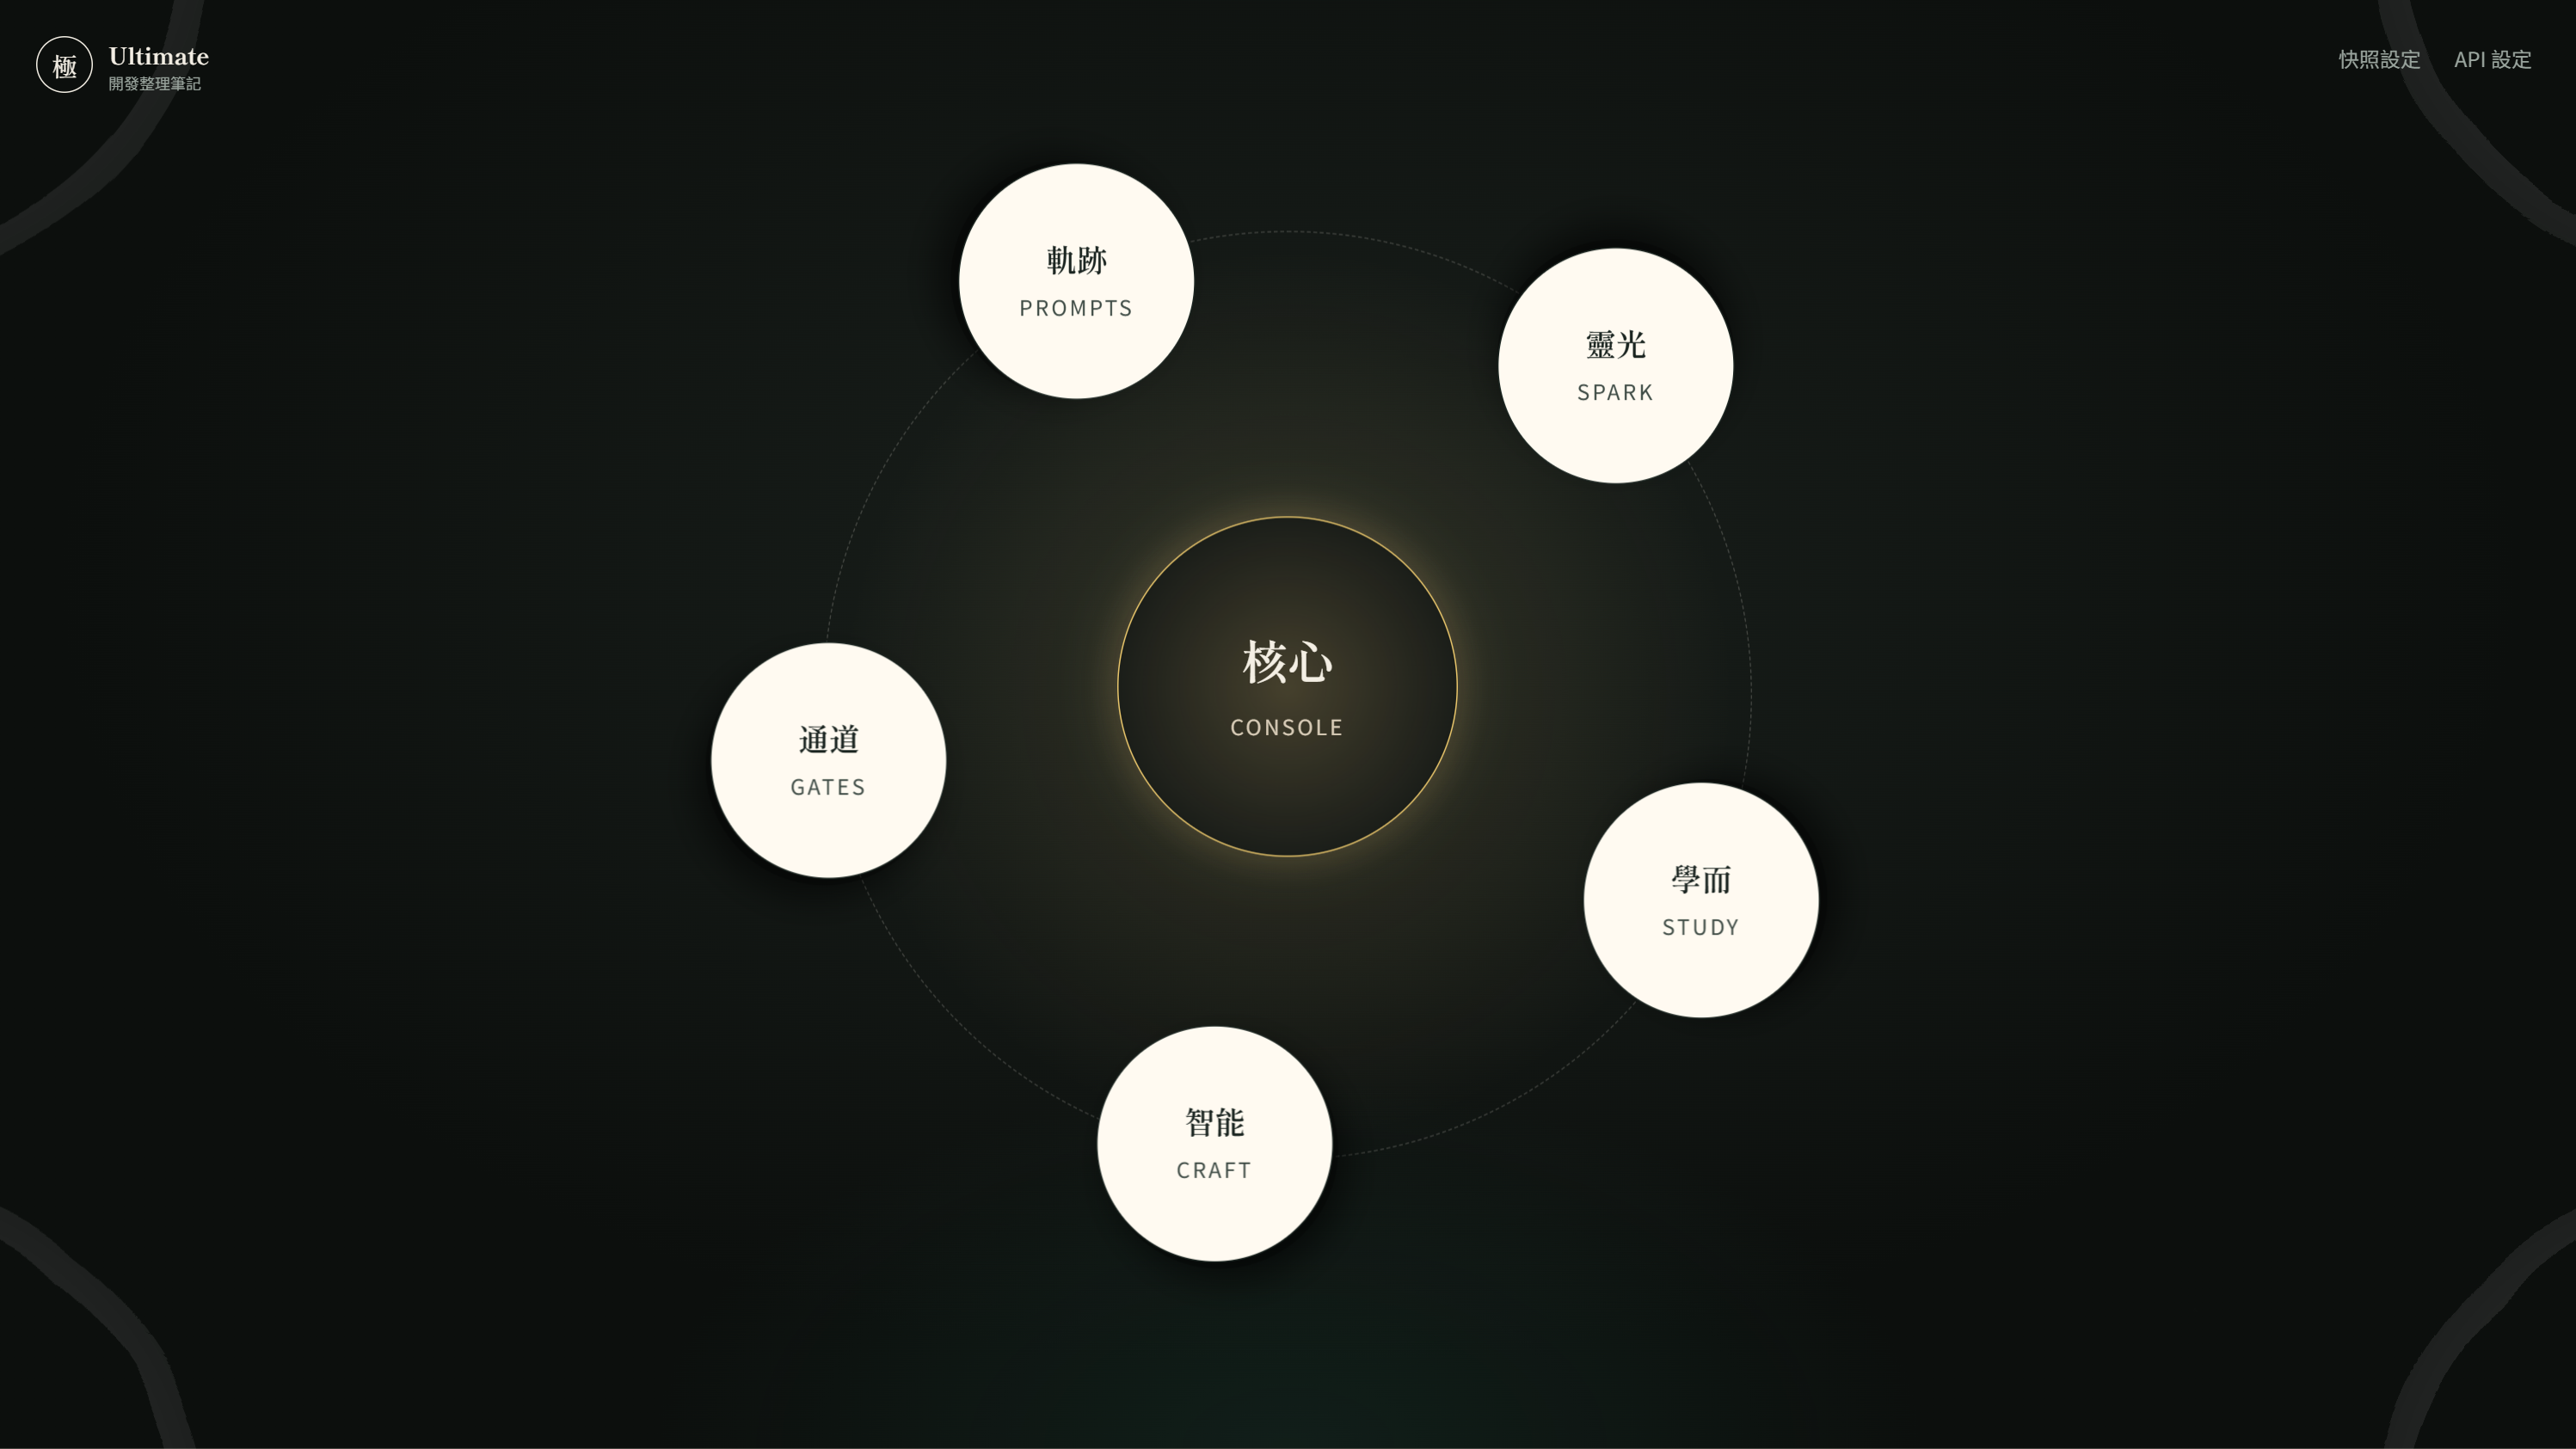 極
Ultimate
開發整理筆記
快照設定
API 設定
軌跡
PROMPTS
靈光
SPARK
核心
CONSOLE
通道
GATES
學而
STUDY
智能
CRAFT